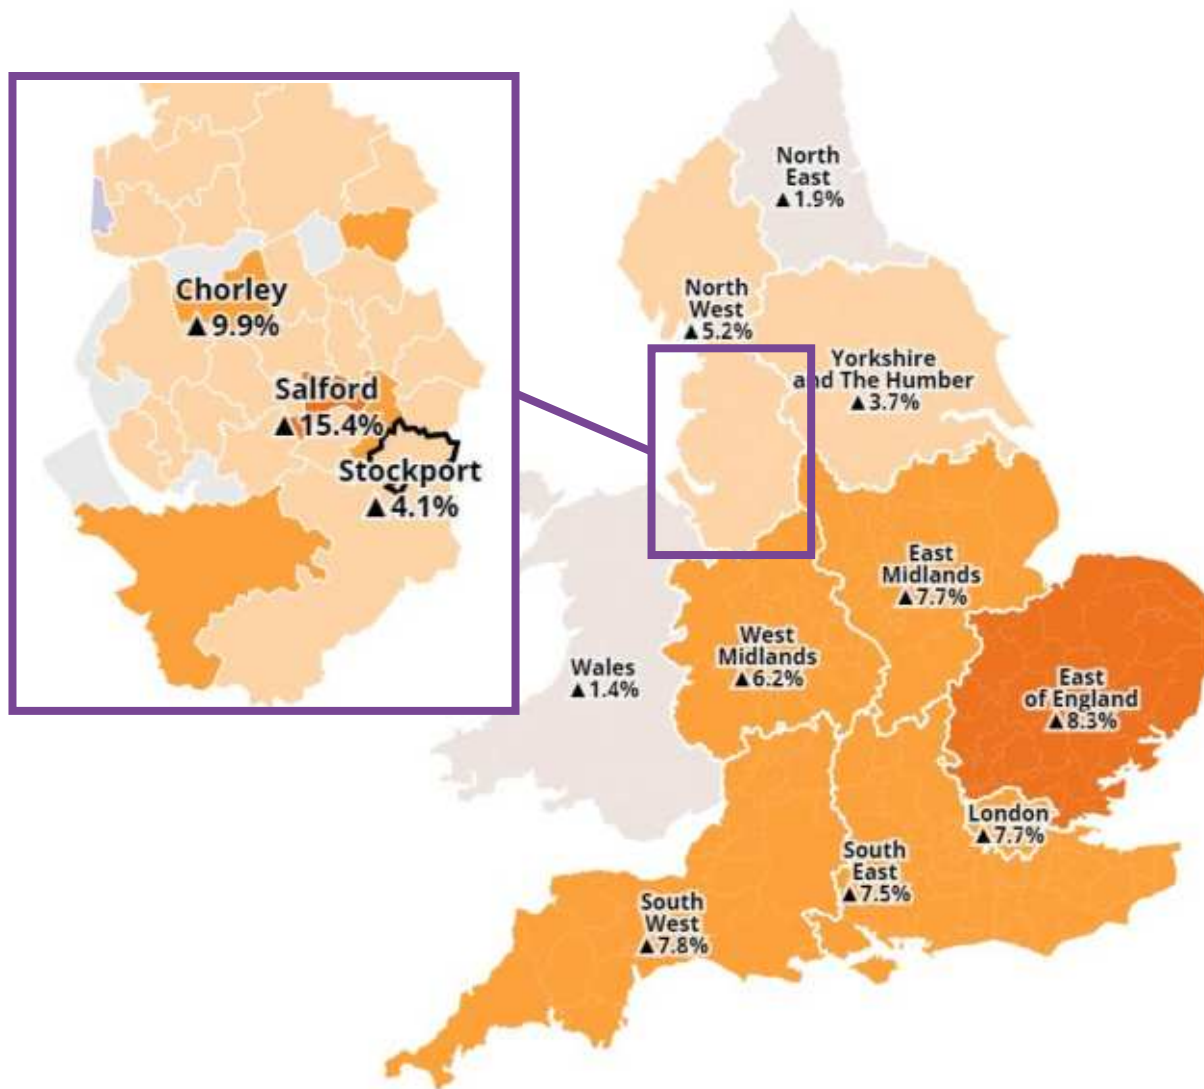 North
East
▲1.9%
North
West
▲5.2%
Yorkshire
and The Humber
▲3.7%
Chorley
▲9.9%
Salford
▲15.4%
Stockport
▲4.1%
East
Midlands
▲7.7%
West
Midlands
▲6.2%
Wales
▲1.4%
East
of England
▲8.3%
London
▲7.7%
South
East
▲7.5%
South
West
▲7.8%